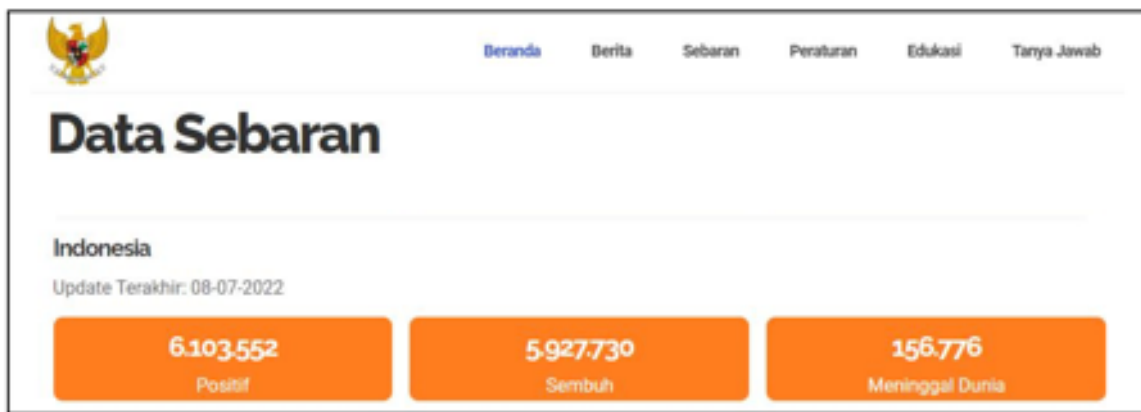 Beranda Berita Sebaran Peraturan Edukasi Tanya Jawab
Data Sebaran
Indonesia
Update Terakhir: 08-07-2022
6.103.552 5.927.730 156.776
Positif Sembuh Meninggal Dunia